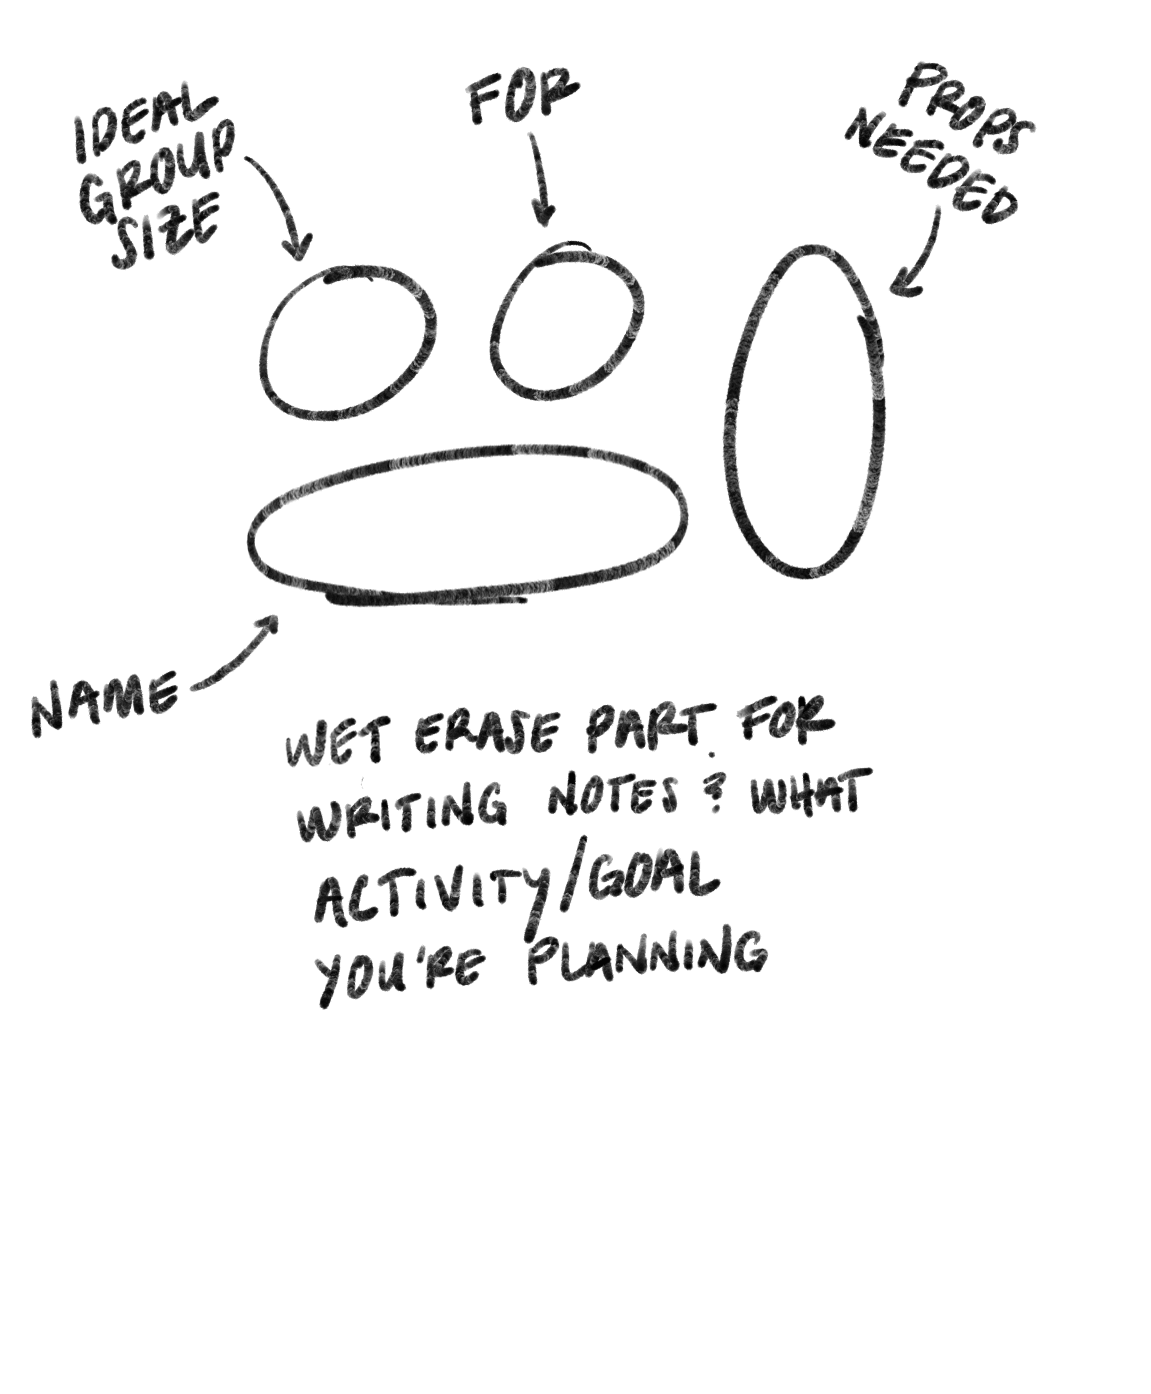 IDEAL
GROUP
SIZE
FOR
PROPS
NEEDED
NAME
WET ERASE PART FOR
WRITING NOTES? WHAT
ACTIVITY/GOAL
YOU'RE PLANNING